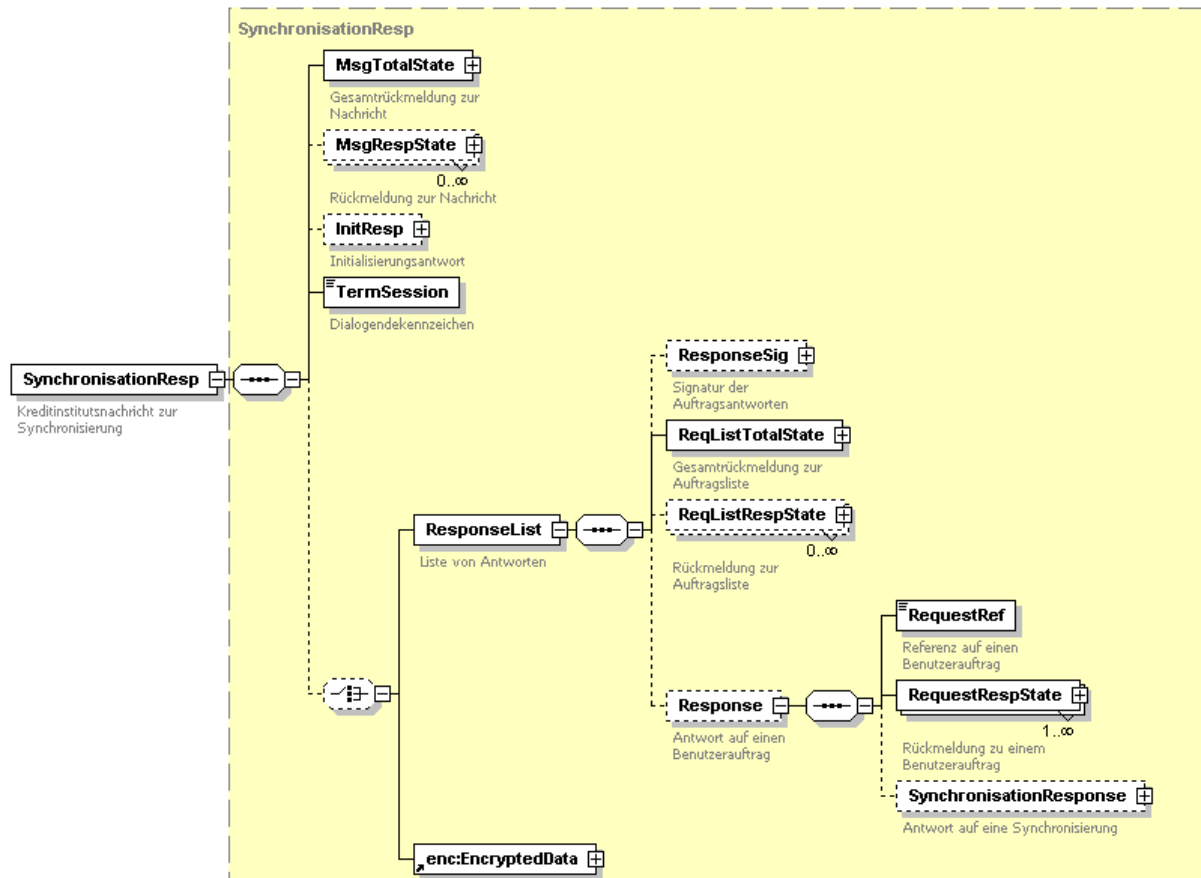 SynchronisationResp
MsgTotalState
Gesamtrückmeldung zur
Nachricht
MsgRespState
0..∞
Rückmeldung zur Nachricht
InitResp
Initialisierungsantwort
TermSession
Dialogendekennzeichen
SynchronisationResp
Kreditinstitutsnachricht zur
Synchronisierung
ResponseSig
Signatur der
Auftragsantworten
ReqListTotalState
Gesamtrückmeldung zur
Auftragsliste
ReqListRespState
0..∞
Rückmeldung zur
Auftragsliste
ResponseList
Liste von Antworten
RequestRef
Referenz auf einen
Benutzerauftrag
Response
Antwort auf einen
Benutzerauftrag
RequestRespState
1..∞
Rückmeldung zu einem
Benutzerauftrag
SynchronisationResponse
Antwort auf eine Synchronisierung
enc:EncryptedData